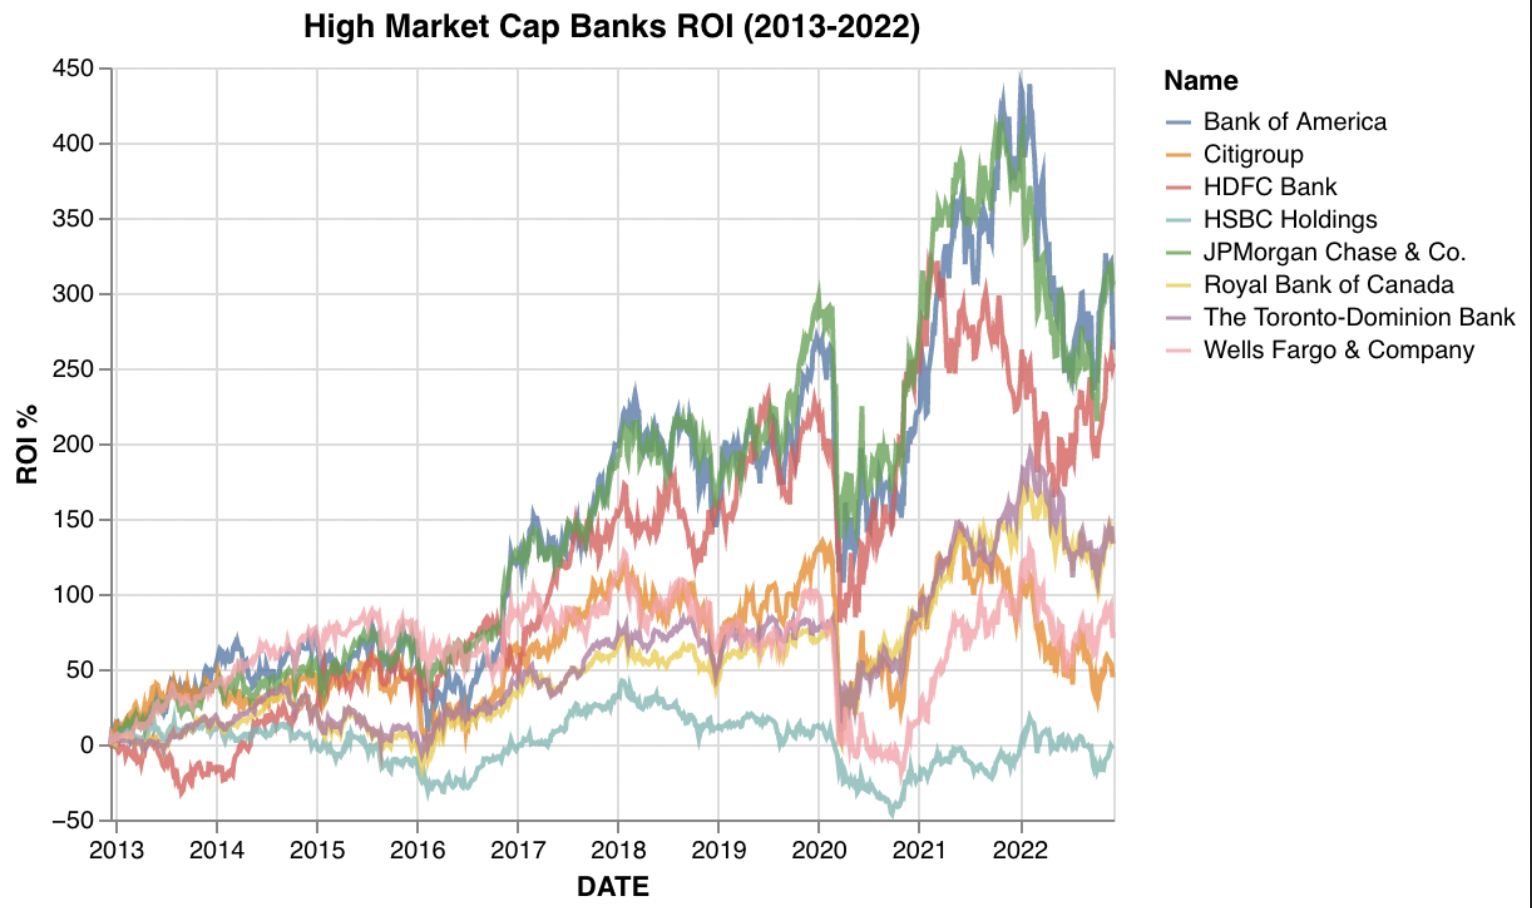 High Market Cap Banks ROI (2013-2022)
450
400
350
300
250
200
150
100
50
0
−50
ROI %
2013 2014 2015 2016 2017 2018 2019 2020 2021 2022
DATE
Name
Bank of America
Citigroup
HDFC Bank
HSBC Holdings
JPMorgan Chase & Co.
Royal Bank of Canada
The Toronto-Dominion Bank
Wells Fargo & Company